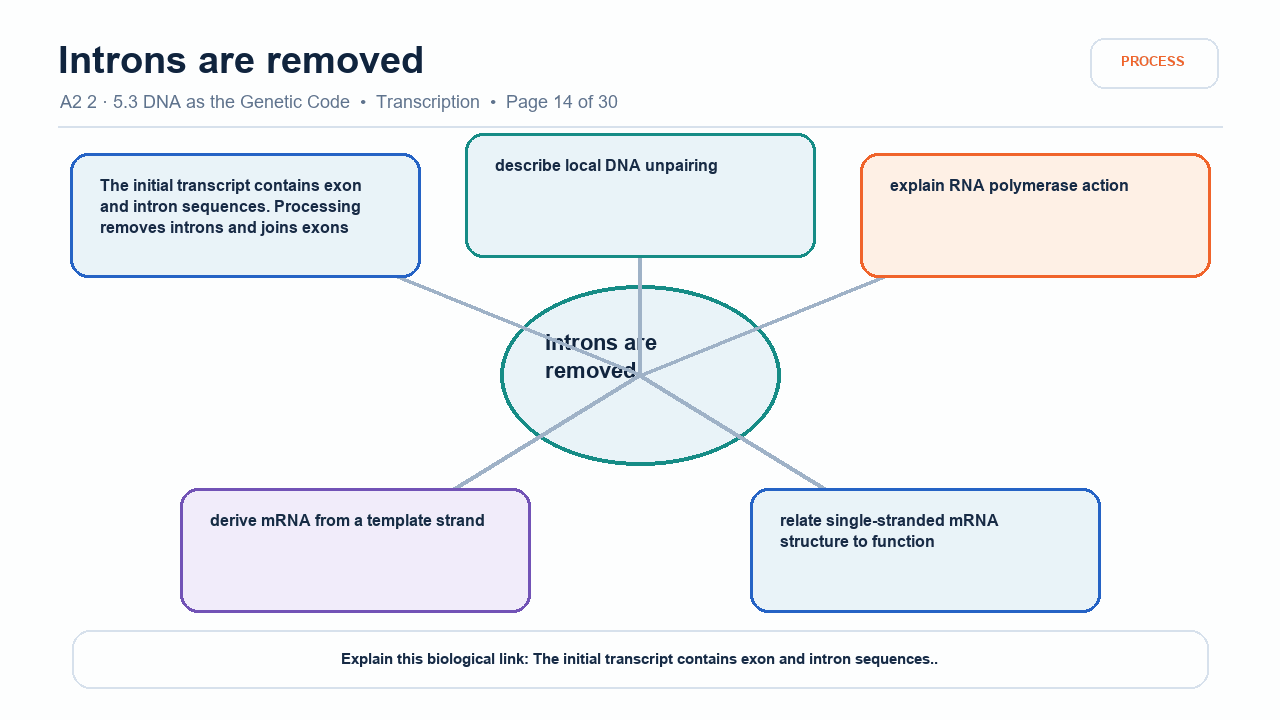 Introns are removed
PROCESS
A2 2 · 5.3 DNA as the Genetic Code • Transcription • Page 14 of 30
The initial transcript contains exon
and intron sequences. Processing
removes introns and joins exons
describe local DNA unpairing
explain RNA polymerase action
Introns are
removed
derive mRNA from a template strand
relate single-stranded mRNA
structure to function
Explain this biological link: The initial transcript contains exon and intron sequences..